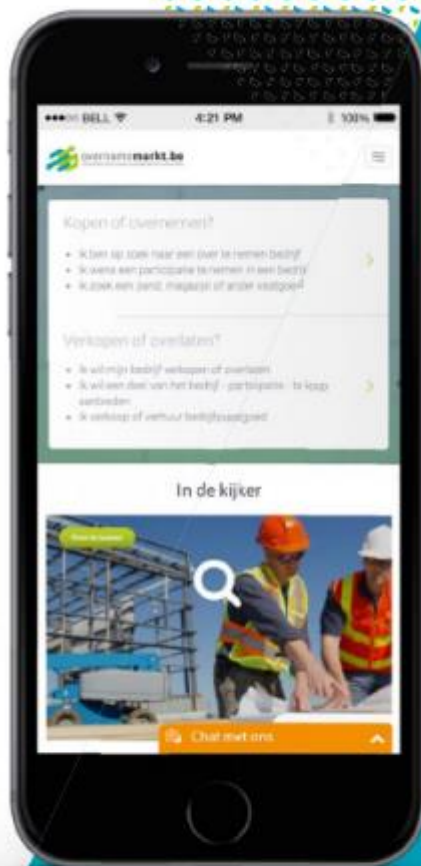 BELL 4:21 PM 100%
overnamemarkt.be
Kopen of overnemen?
Ik ben op zoek naar een over te nemen bedrijf
Ik wens een participatie te nemen in een bedrijf
Ik zoek een pand, magazijn of ander vastgoed
Verkopen of overlaten?
Ik wil mijn bedrijf verkopen of overlaten
Ik wil een deel van het bedrijf - participatie - te koop
aanbieden
Ik verkoop of verhuur bedrijfsvastgoed
In de kijker
Chat met ons